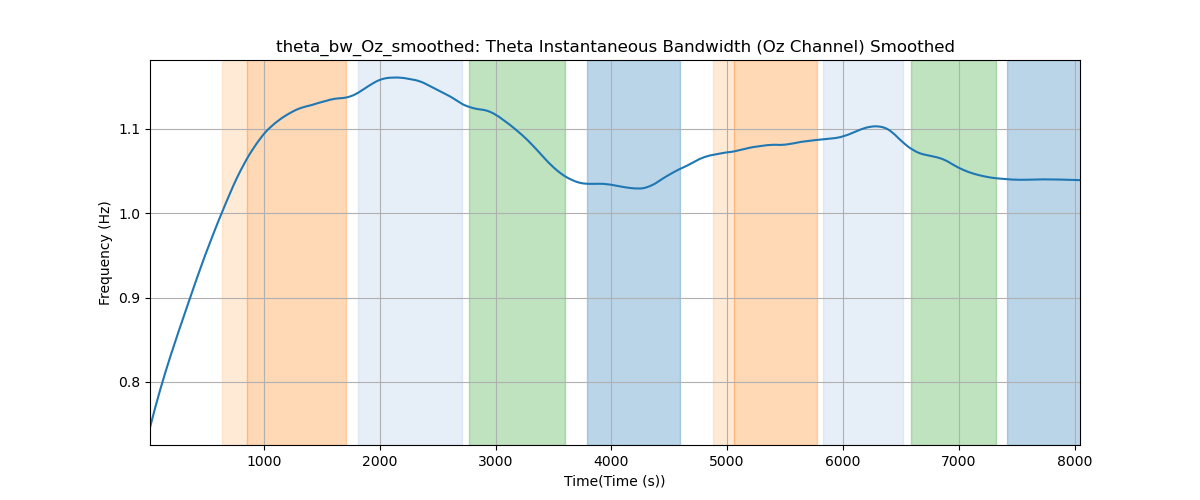 theta_bw_Oz_smoothed: Theta Instantaneous Bandwidth (Oz Channel) Smoothed
Frequency (Hz)
1.1
1.0
0.9
0.8
1000 2000 3000 4000 5000 6000 7000 8000
Time(Time (s))